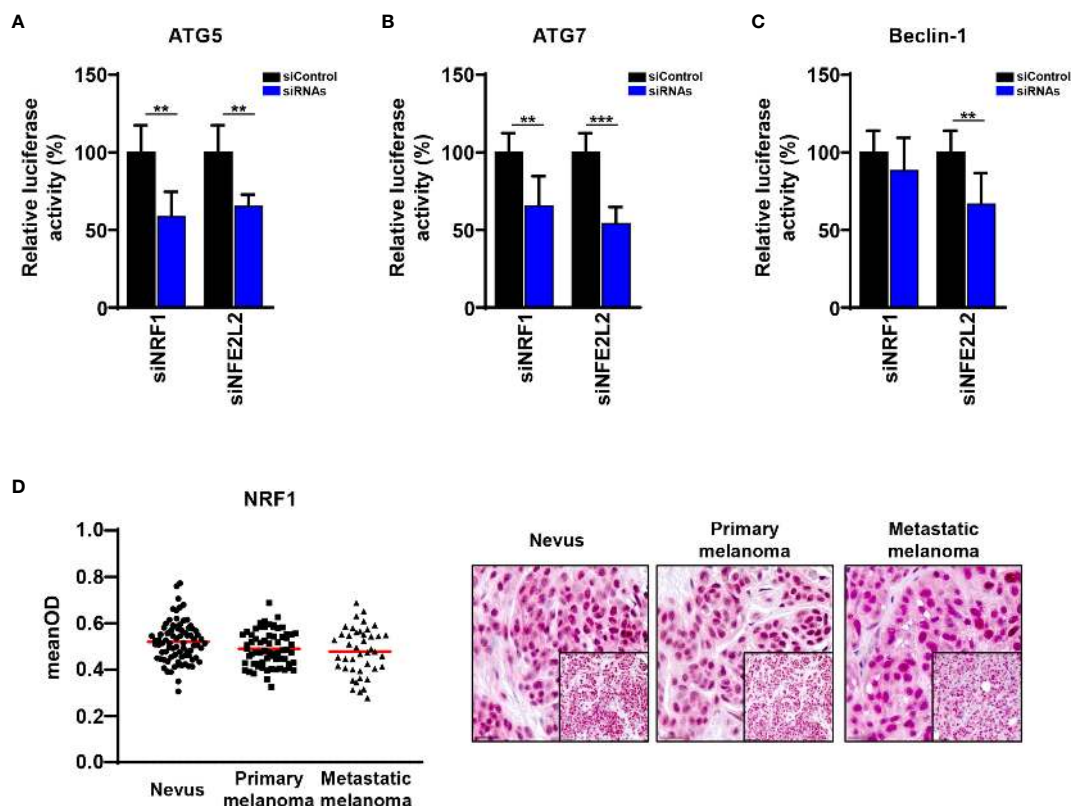 A
ATG5
150
100
50
0
Relative luciferase
activity (%)
siControl
siRNAs
**
**
siNRF1
siNFE2L2
B
ATG7
150
100
50
0
Relative luciferase
activity (%)
siControl
siRNAs
**
***
siNRF1
siNFE2L2
C
Beclin-1
150
100
50
0
Relative luciferase
activity (%)
siControl
siRNAs
**
siNRF1
siNFE2L2
D
NRF1
1.0
0.8
0.6
0.4
0.2
0.0
meanOD
Nevus
Primary
melanoma
Metastatic
melanoma
Nevus
Primary
melanoma
Metastatic
melanoma